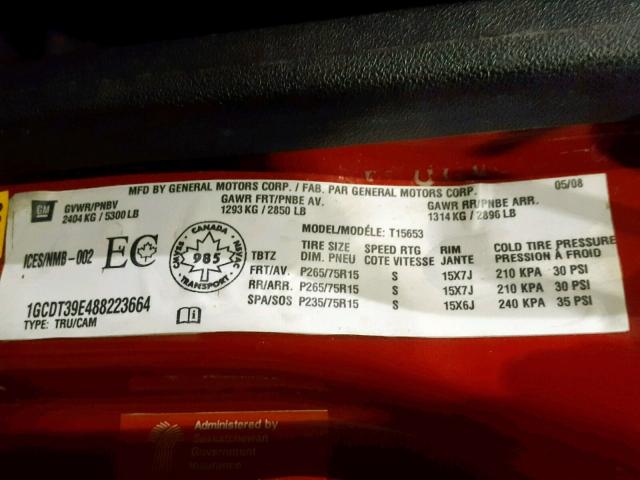 MFD BY GENERAL MOTORS CORP. / FAB. PAR GENERAL MOTORS CORP.
05/08
GM
GVWR/PNBV
2404 KG / 5300 LB
GAWR FRT/PNBE AV.
1293 KG / 2850 LB
GAWR RR/PNBE ARR.
1314 KG / 2896 LB
MODEL/MODÉLE: T15653
ICES/NMB-002
EC
CANADA
985
TRANSPORT
TBTZ
TIRE SIZE SPEED RTG RIM COLD TIRE PRESSURE
DIM. PNEU COTE VITESSE JANTE PRESSION À FROID
FRT/AV. P265/75R15 S 15X7J 210 KPA 30 PSI
RR/ARR. P265/75R15 S 15X7J 210 KPA 30 PSI
SPA/SOS P235/75R15 S 15X6J 240 KPA 35 PSI
1GCDT39E488223664
TYPE: TRU/CAM
Administered by
Saskatchewan
Government
Insurance